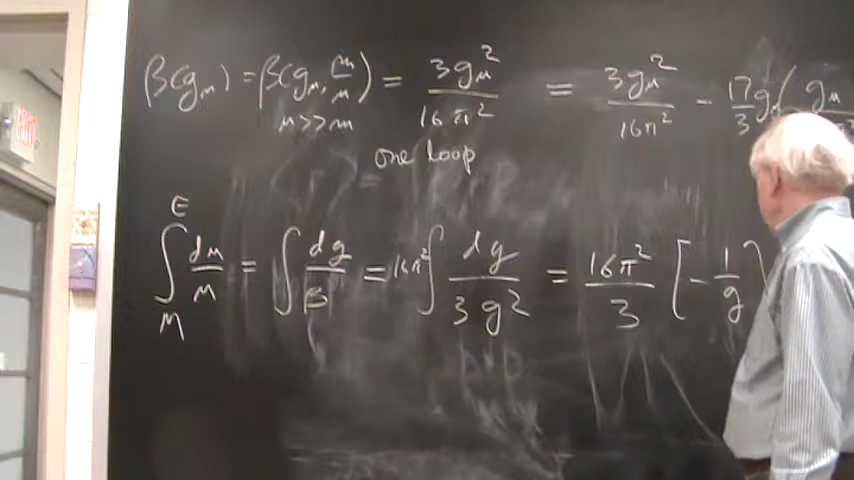 β(g_μ) = β(g_μ, m/μ) = 3g_μ²/16π² = 3g_μ²/16π² - 17/3 g_μ(g_μ
μ>>m
one loop
∫_M^E dμ/μ = ∫ dg/β = 16π² ∫ dg/3g² = 16π²/3 [-1/g]
EXIT